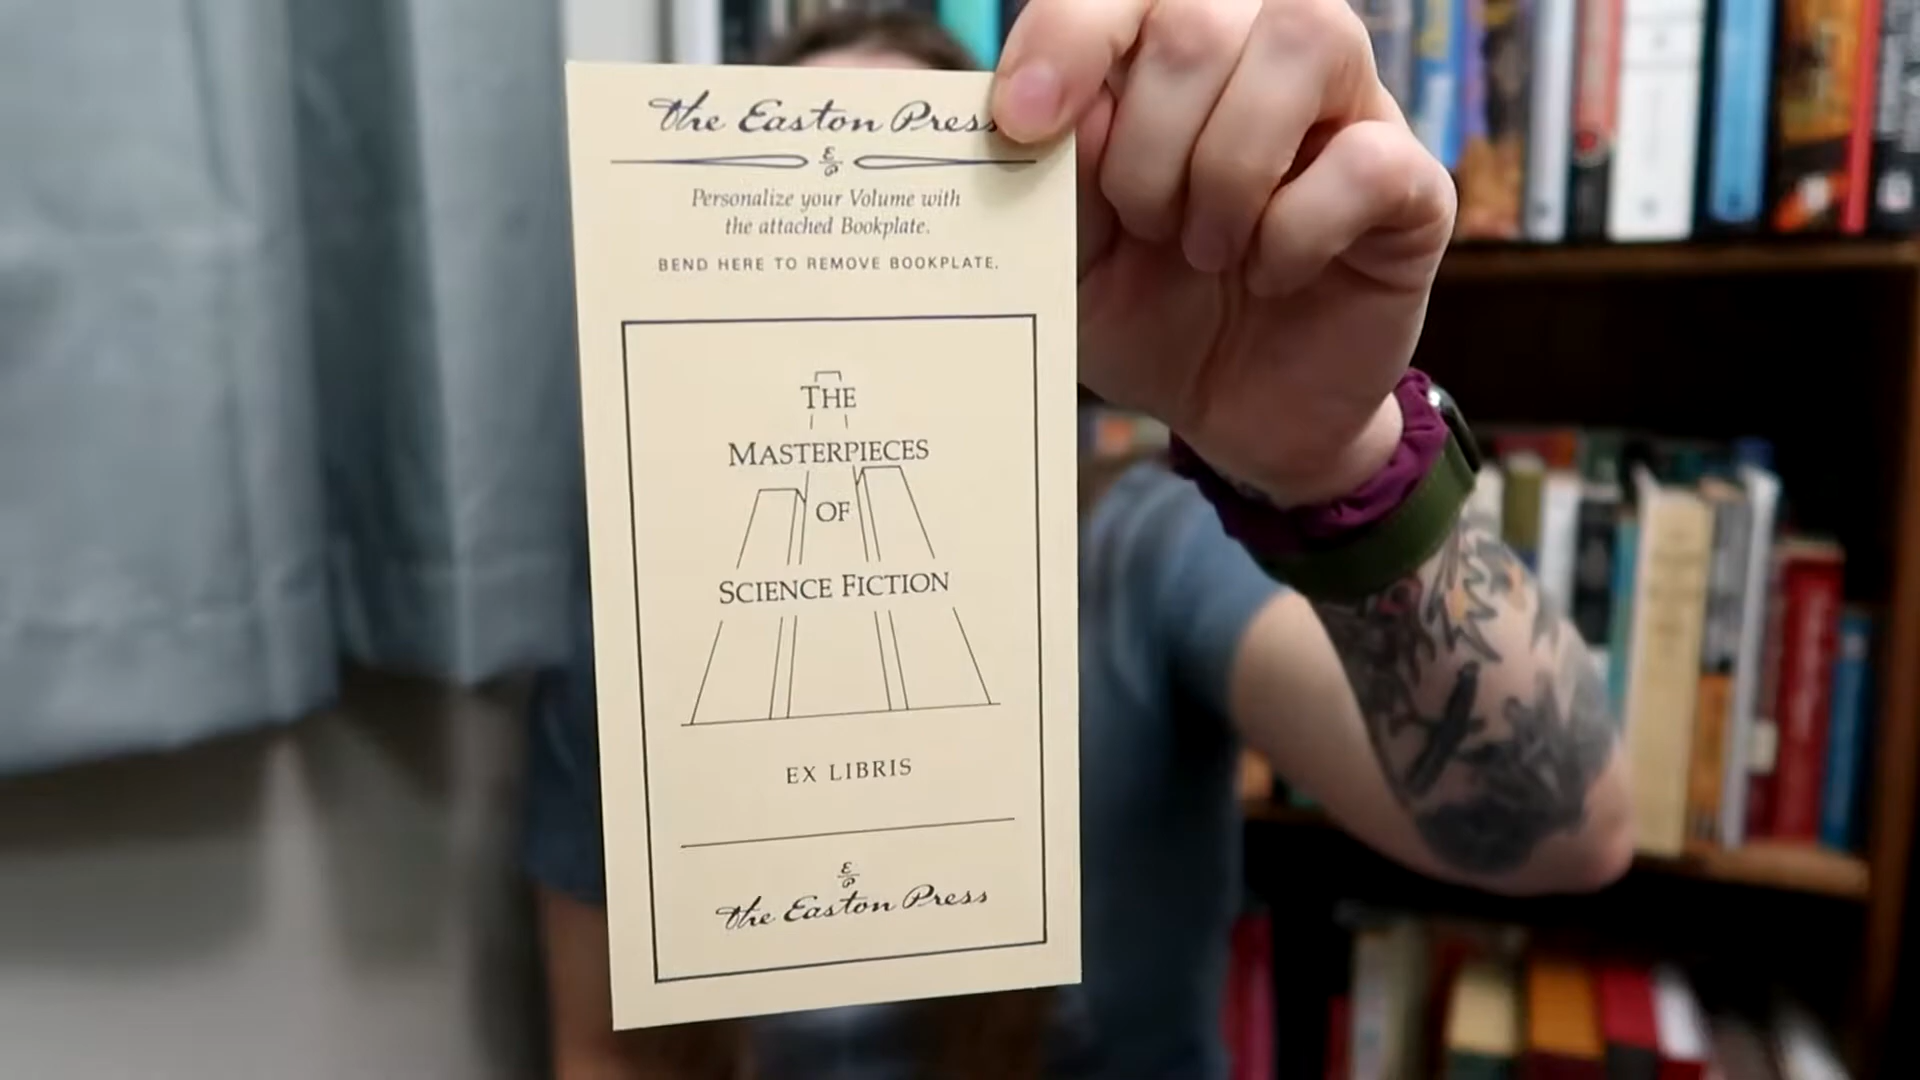 The Easton Press
Personalize your Volume with
the attached Bookplate.
BEND HERE TO REMOVE BOOKPLATE.
THE
MASTERPIECES
OF
SCIENCE FICTION
EX LIBRIS
The Easton Press